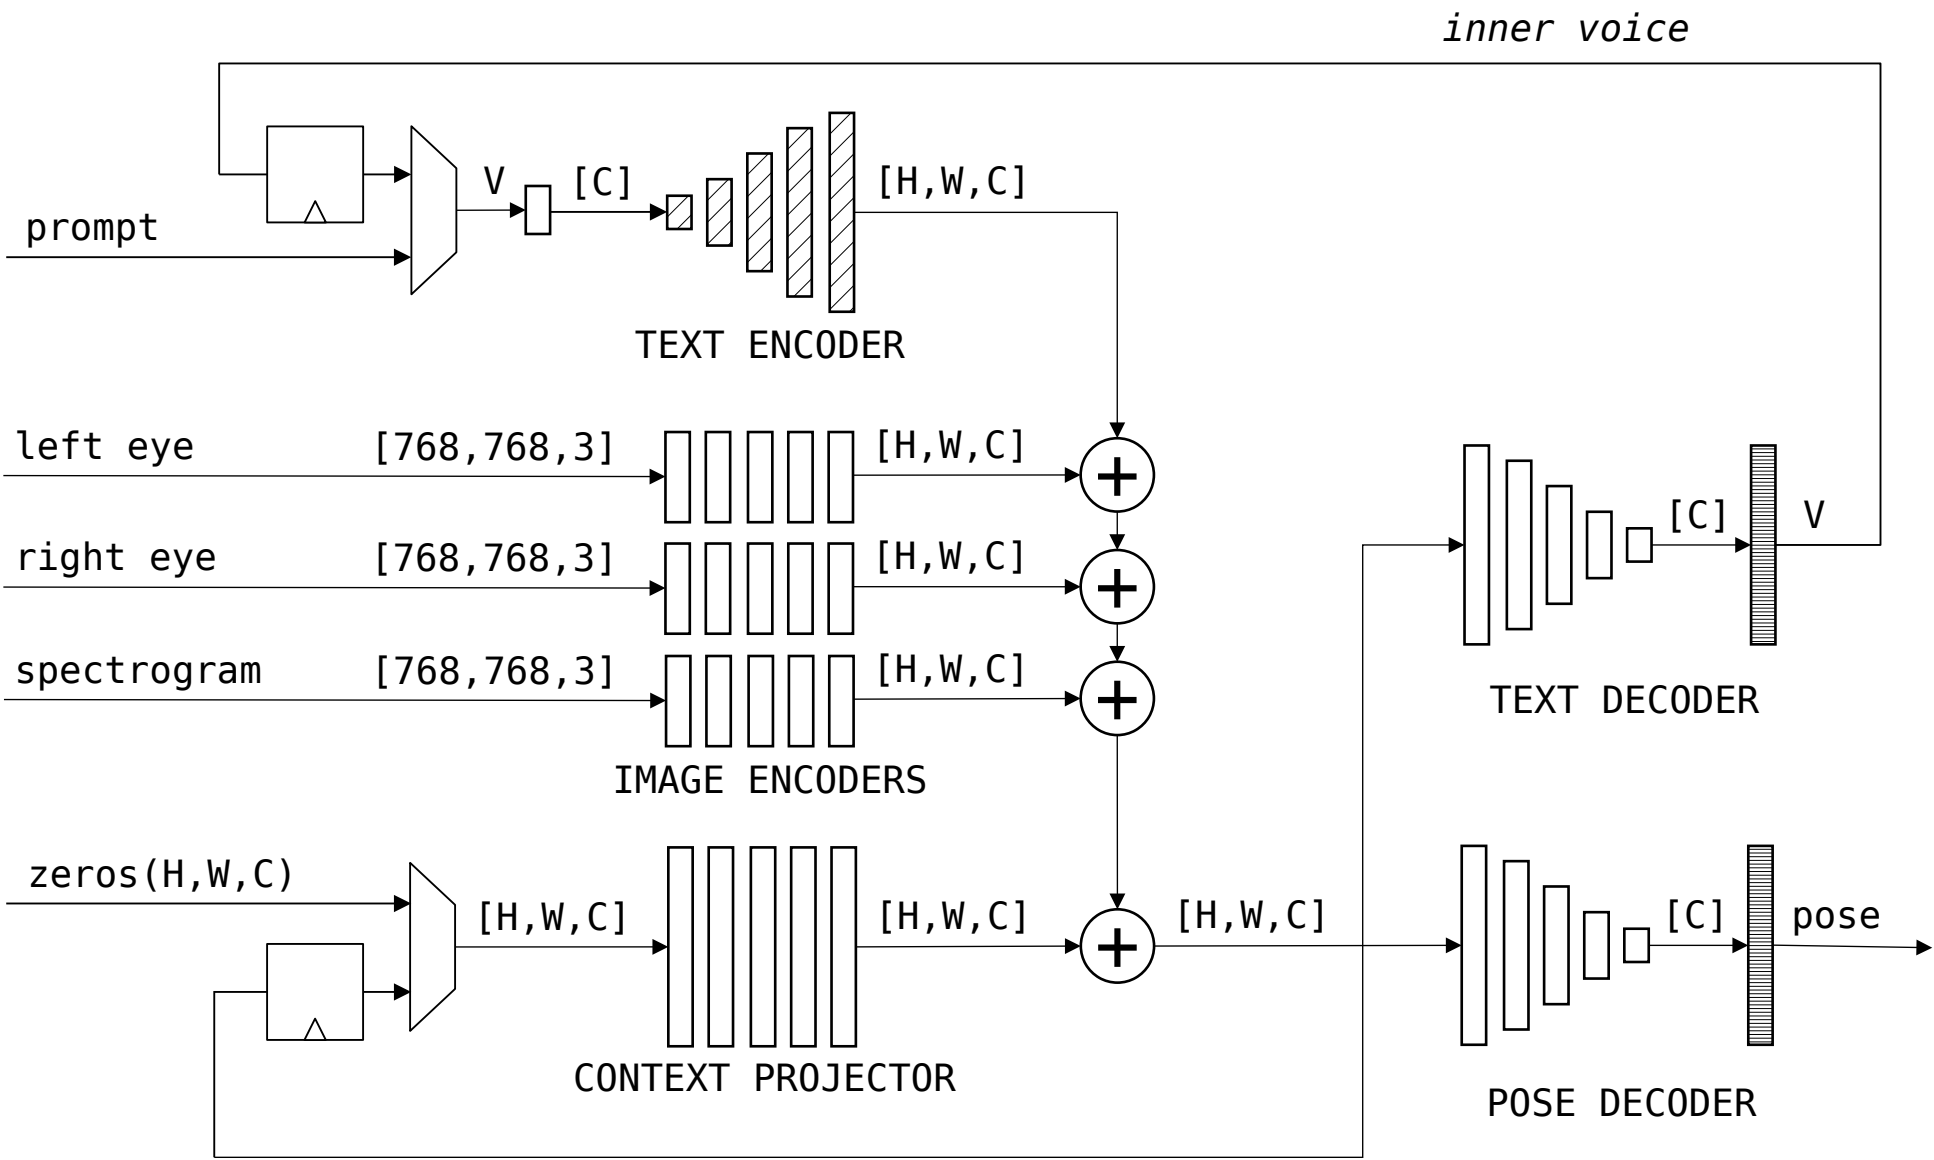 inner voice
prompt
V
[C]
[H,W,C]
TEXT ENCODER
left eye
[768,768,3]
[H,W,C]
right eye
[768,768,3]
[H,W,C]
spectrogram
[768,768,3]
[H,W,C]
IMAGE ENCODERS
[C]
V
TEXT DECODER
zeros(H,W,C)
[H,W,C]
[H,W,C]
[H,W,C]
[C]
pose
CONTEXT PROJECTOR
POSE DECODER